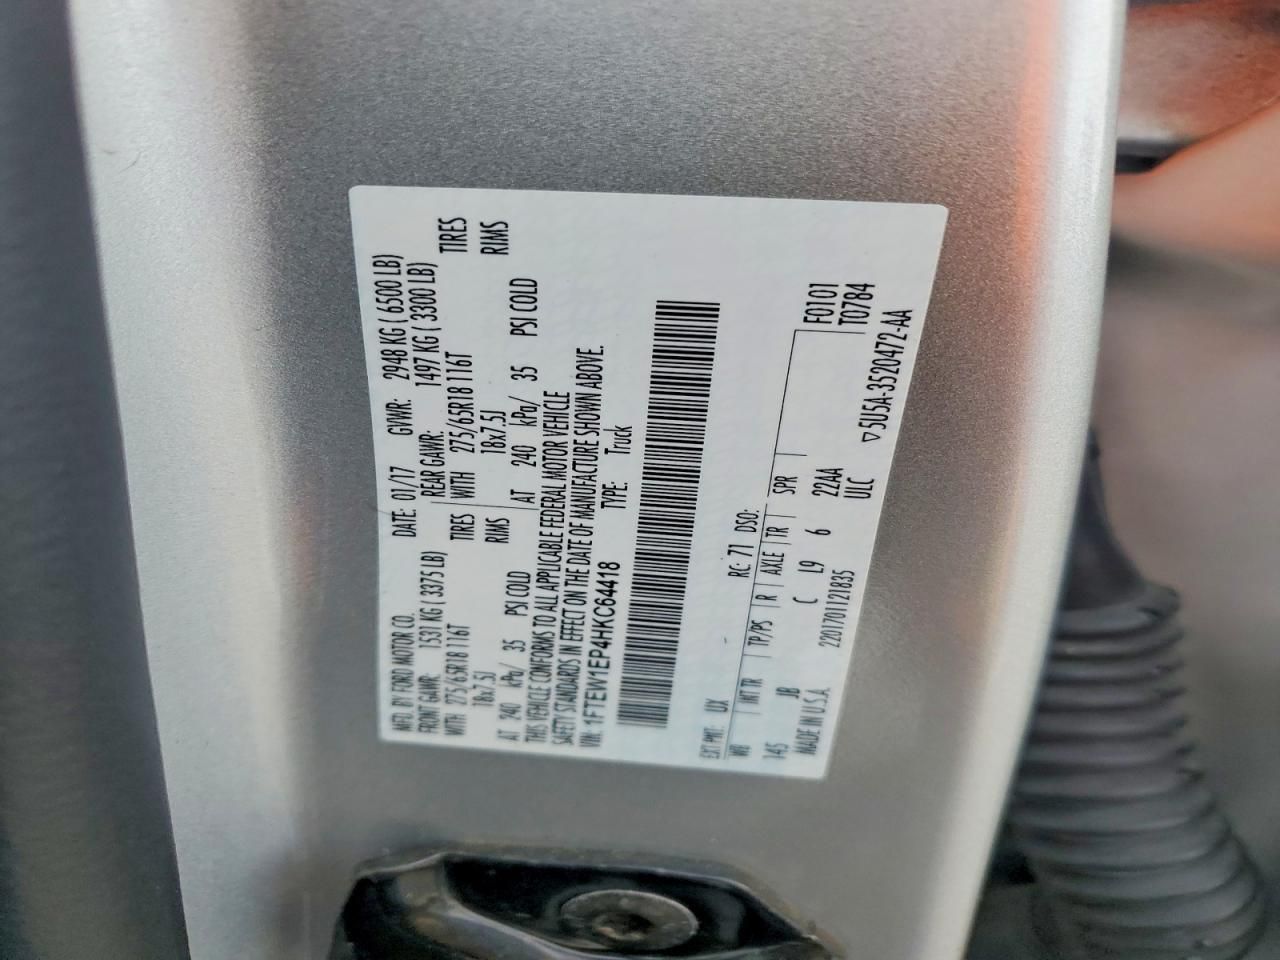 MFD. BY FORD MOTOR CO.
DATE: 01/17 GVWR: 2948 KG ( 6500 LB)
FRONT GAWR: 1531 KG ( 3375 LB)
REAR GAWR: 1497 KG ( 3300 LB)
WITH 275/65R18 116T TIRES
WITH 275/65R18 116T TIRES
18x7.5J RIMS
18x7.5J RIMS
AT 240 kPa/ 35 PSI COLD
AT 240 kPa/ 35 PSI COLD
THIS VEHICLE CONFORMS TO ALL APPLICABLE FEDERAL MOTOR VEHICLE
SAFETY STANDARDS IN EFFECT ON THE DATE OF MANUFACTURE SHOWN ABOVE.
VIN: 1FTEW1EP4HKC64418 TYPE: Truck
F0101
T0784
EXT PNT: UX RC: 71 DSO:
WB INT TR TP/PS R AXLE TR SPR
145 JB C L9 6 22AA
MADE IN U.S.A. 220170112183S ULC
▽5U5A-3520472-AA